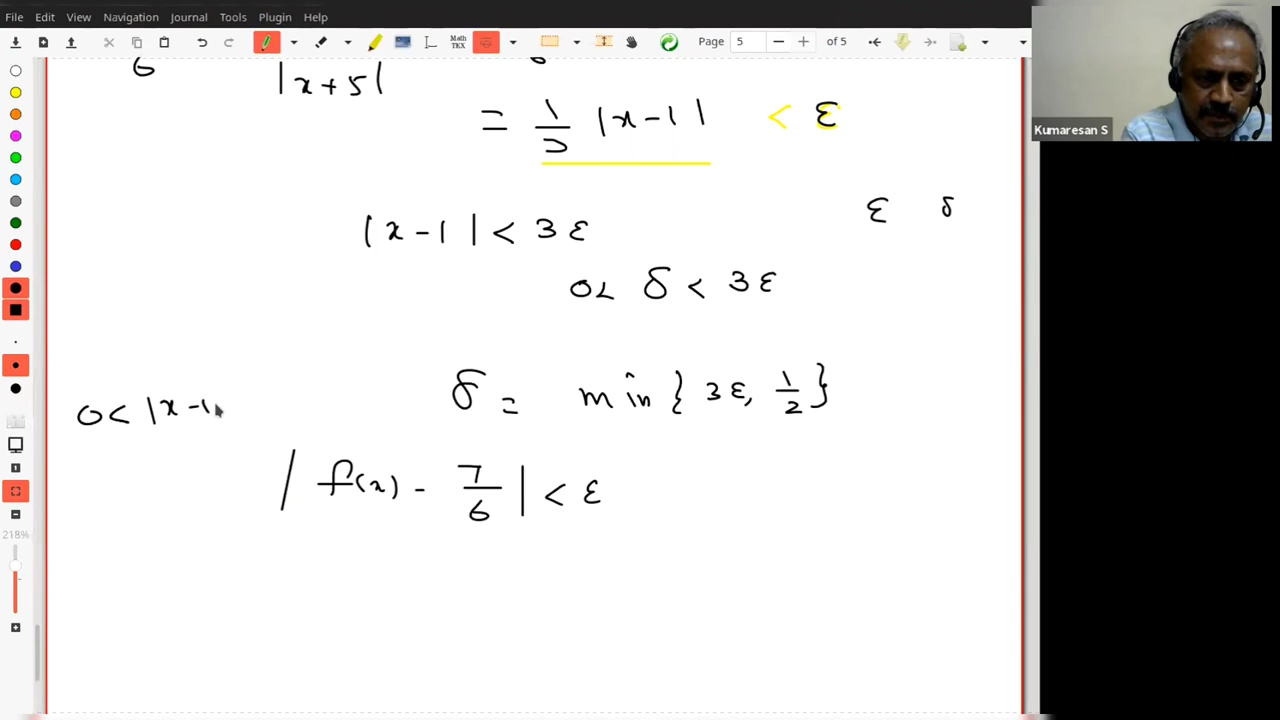 File Edit View Navigation Journal Tools Plugin Help
Page 5 of 5
Kumaresan S
6 |x+5|
= 1/3 |x-1| < ε
ε δ
|x-1| < 3ε
or δ < 3ε
δ = min{3ε, 1/2}
0 < |x-1
|f(x) - 7/6| < ε
218%